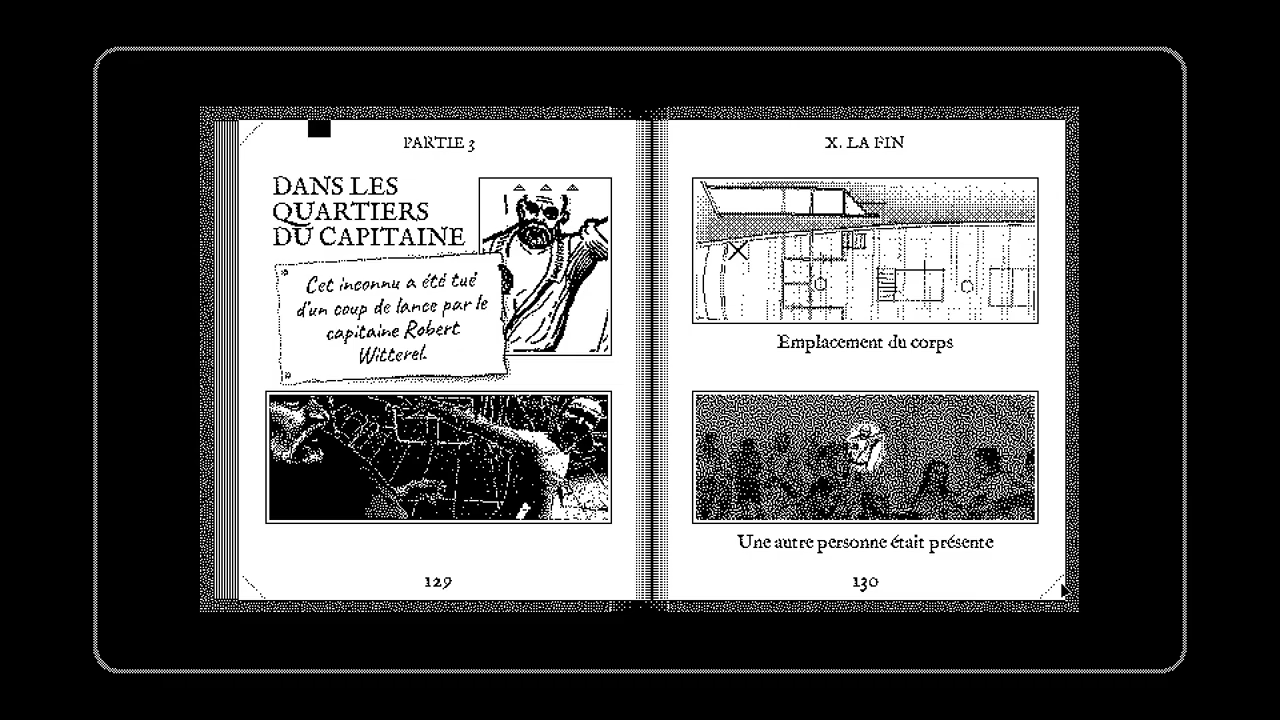 PARTIE 3
DANS LES
QUARTIERS
DU CAPITAINE
Cet inconnu a été tué
d'un coup de lance par le
capitaine Robert
Witterel.
129
X. LA FIN
Emplacement du corps
Une autre personne était présente
130